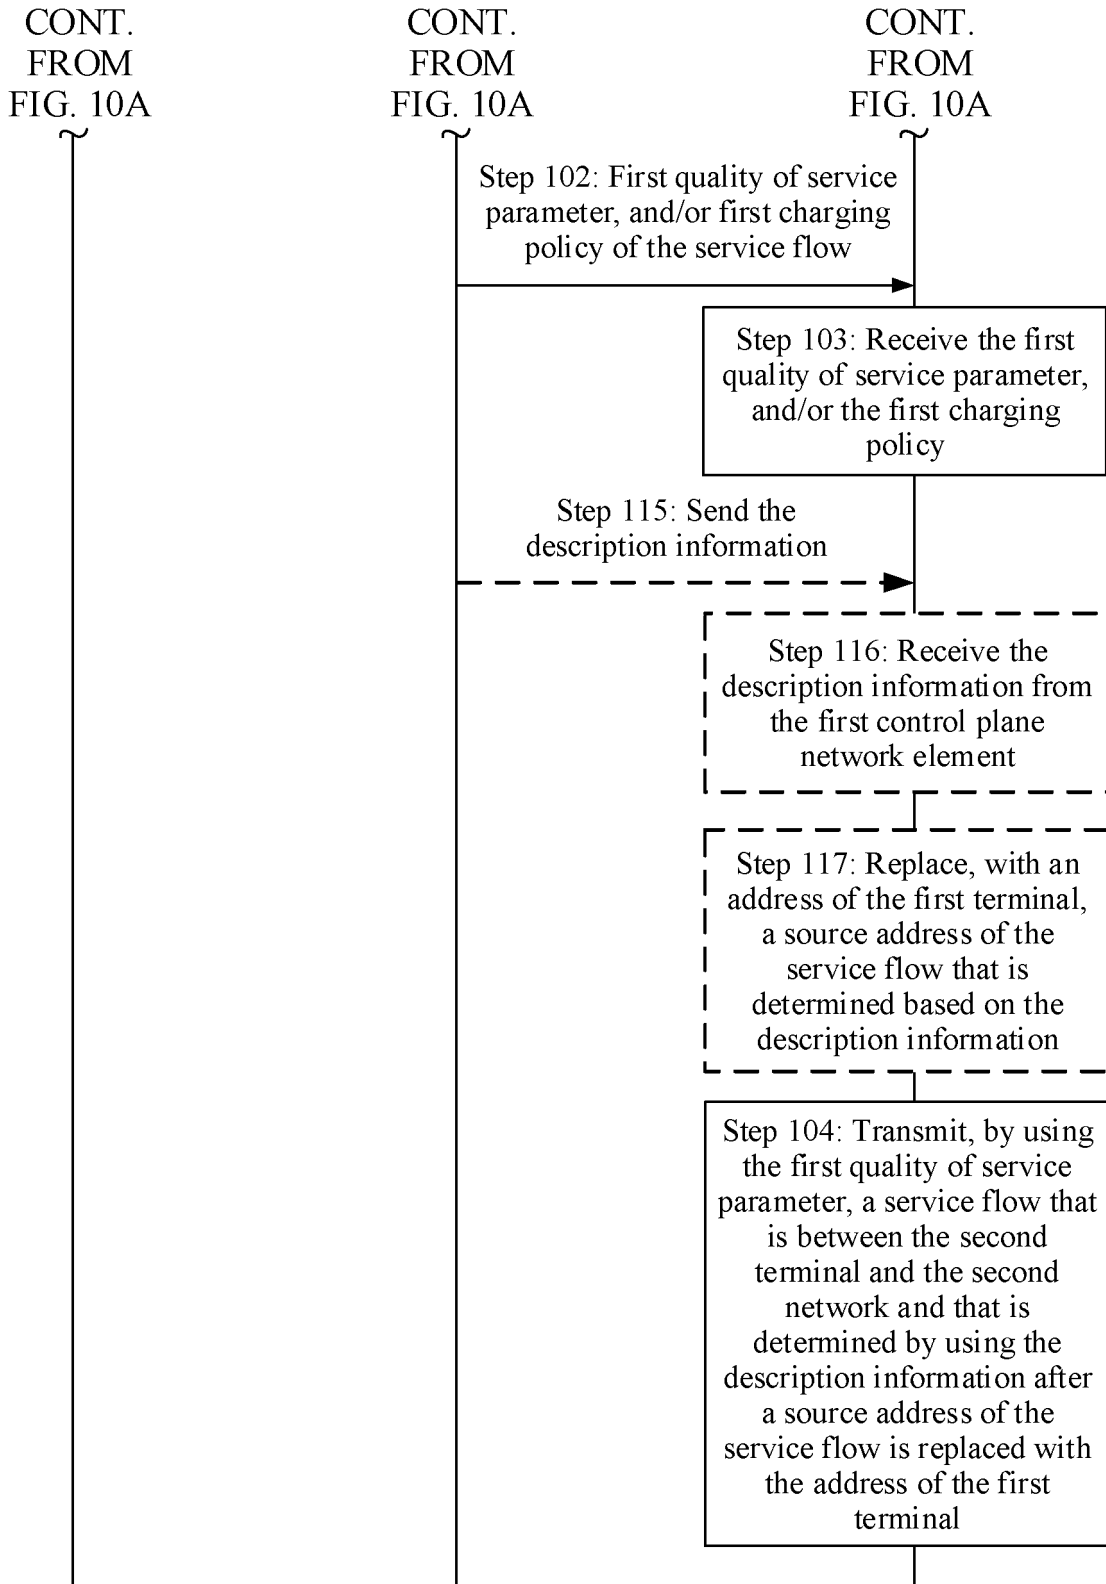 CONT.
FROM
FIG. 10A
CONT.
FROM
FIG. 10A
CONT.
FROM
FIG. 10A
Step 102: First quality of service
parameter, and/or first charging
policy of the service flow
Step 103: Receive the first
quality of service parameter,
and/or the first charging
policy
Step 115: Send the
description information
Step 116: Receive the
description information from
the first control plane
network element
Step 117: Replace, with an
address of the first terminal,
a source address of the
service flow that is
determined based on the
description information
Step 104: Transmit, by using
the first quality of service
parameter, a service flow that
is between the second
terminal and the second
network and that is
determined by using the
description information after
a source address of the
service flow is replaced with
the address of the first
terminal